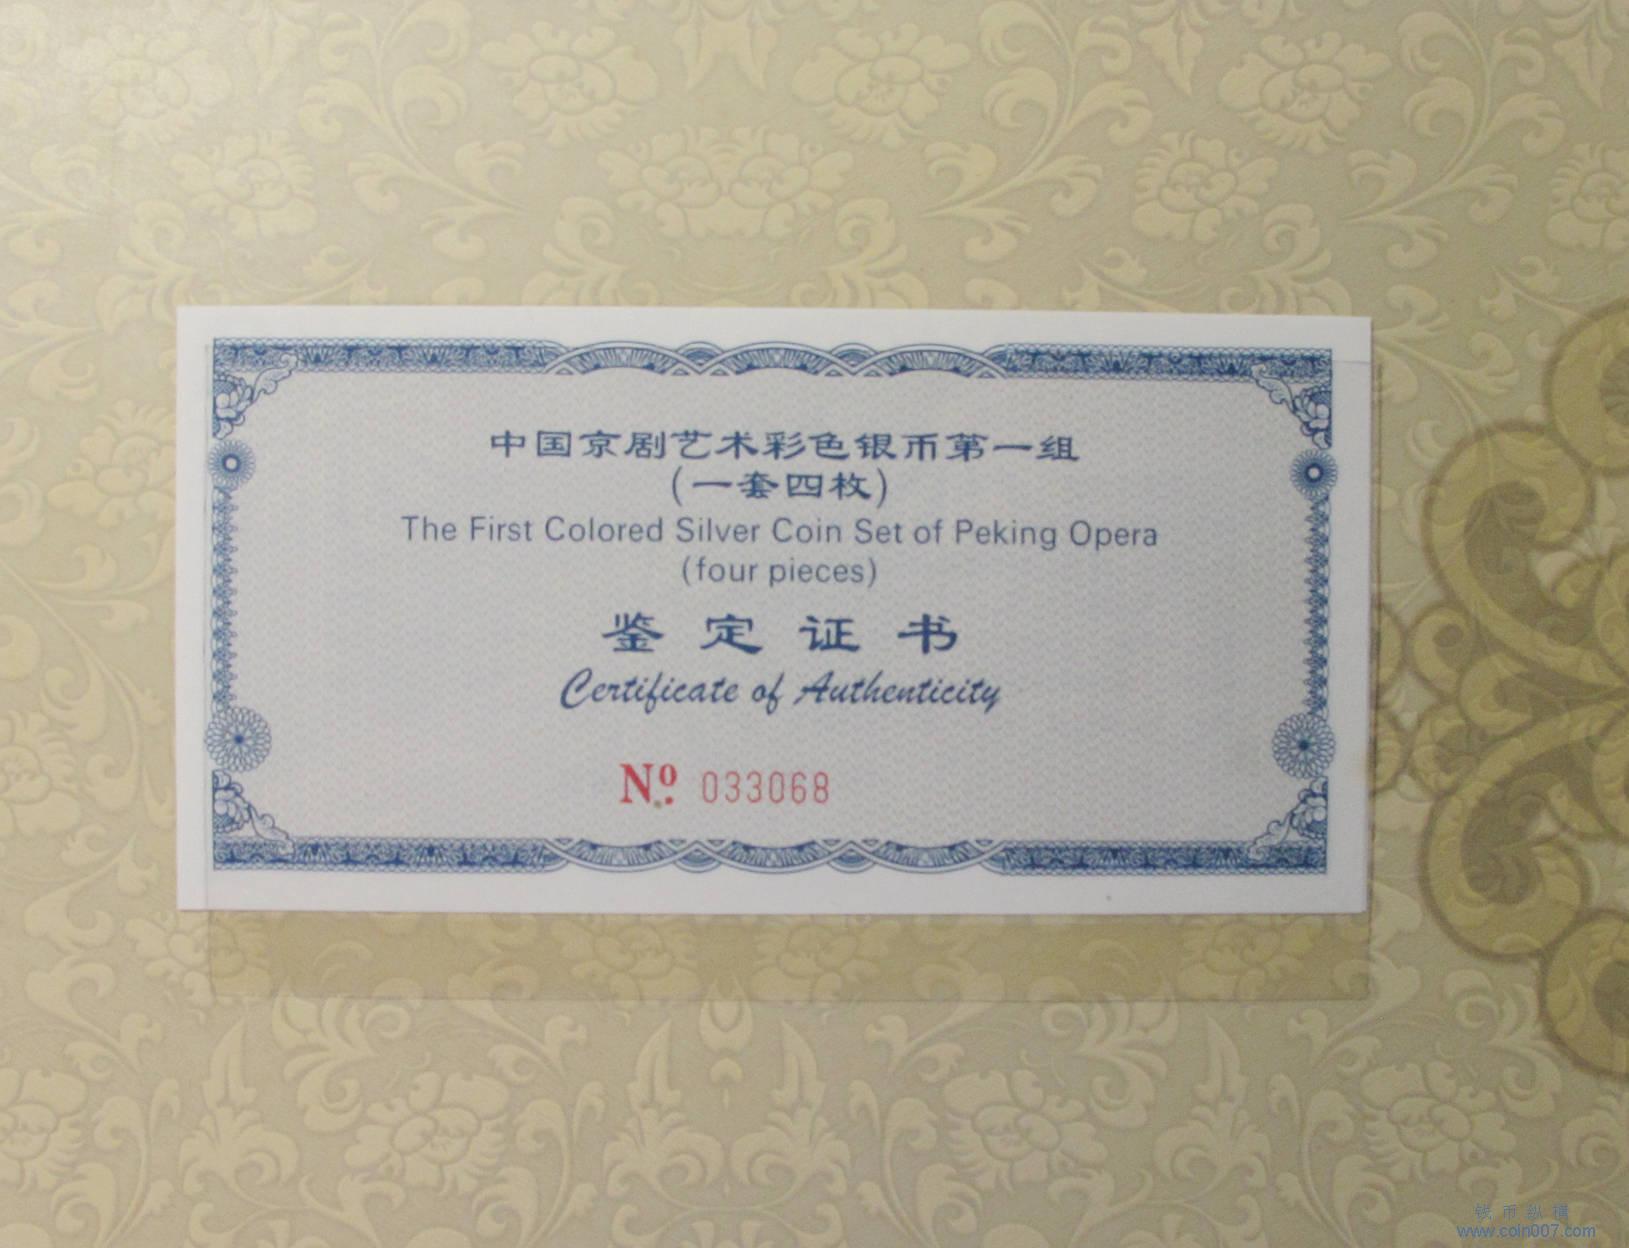 中国京剧艺术彩色银币第一组
(一套四枚)
The First Colored Silver Coin Set of Peking Opera
(four pieces)
鉴定证书
Certificate of Authenticity
Nº 033068
钱币纵横
www.coin007.com